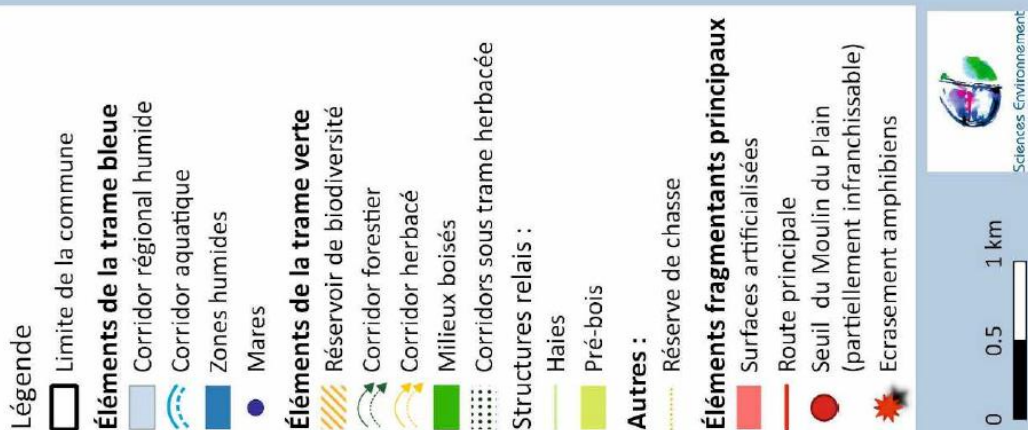 Légende
Limite de la commune
Éléments de la trame bleue
Corridor régional humide
Corridor aquatique
Zones humides
Mares
Éléments de la trame verte
Réservoir de biodiversité
Corridor forestier
Corridor herbacé
Milieux boisés
Corridors sous trame herbacée
Structures relais :
Haies
Pré-bois
Autres :
Réserve de chasse
Éléments fragmentants principaux
Surfaces artificialisées
Route principale
Seuil du Moulin du Plain
(partiellement infranchissable)
Ecrasement amphibiens
0 0.5 1 km
Sciences Environnement